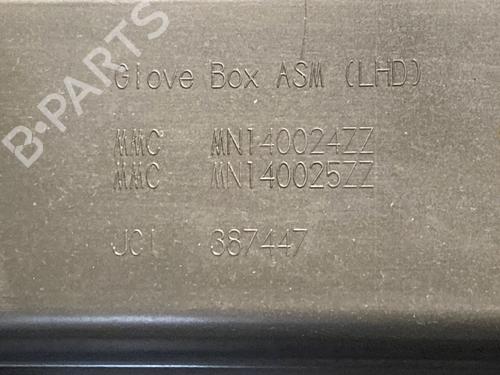 B-PARTS
Glove Box ASM (LHD)
MMC MN140024ZZ
MMC MN140025ZZ
JCI 387447